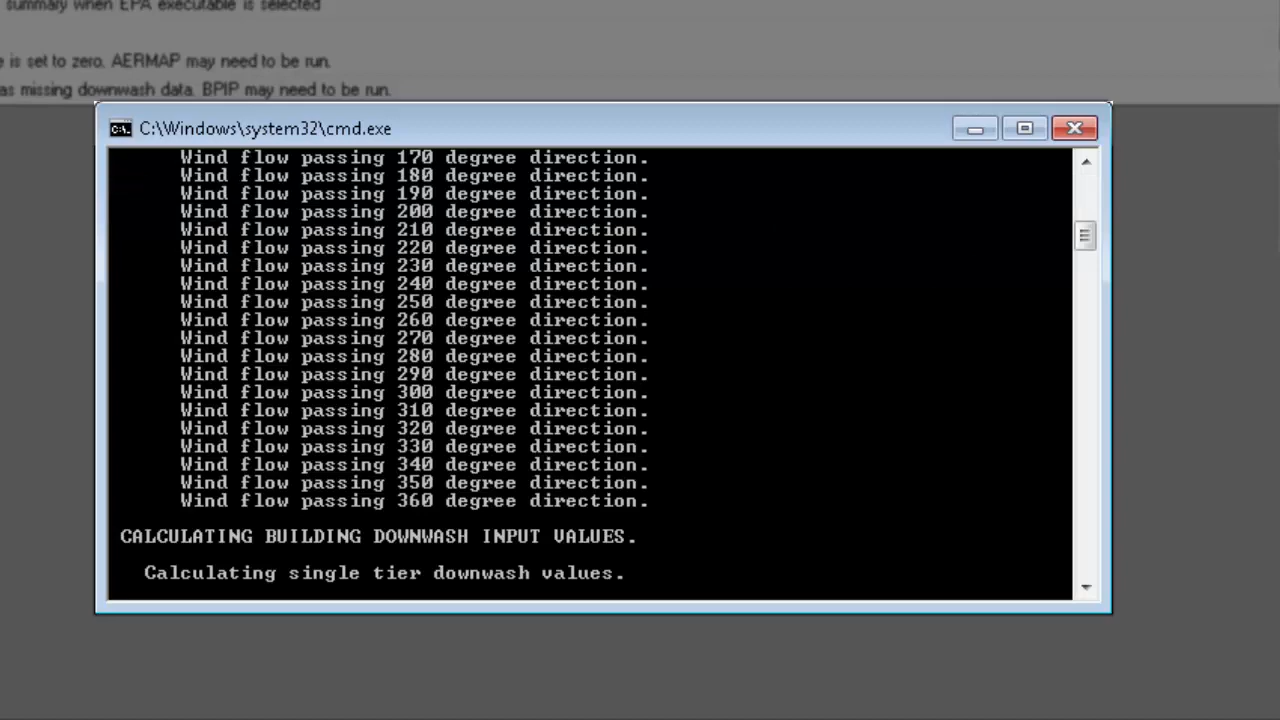 summary when EPA executable is selected
e is set to zero. AERMAP may need to be run.
as missing downwash data. BPIP may need to be run.
C:\Windows\system32\cmd.exe
Wind flow passing 170 degree direction.
Wind flow passing 180 degree direction.
Wind flow passing 190 degree direction.
Wind flow passing 200 degree direction.
Wind flow passing 210 degree direction.
Wind flow passing 220 degree direction.
Wind flow passing 230 degree direction.
Wind flow passing 240 degree direction.
Wind flow passing 250 degree direction.
Wind flow passing 260 degree direction.
Wind flow passing 270 degree direction.
Wind flow passing 280 degree direction.
Wind flow passing 290 degree direction.
Wind flow passing 300 degree direction.
Wind flow passing 310 degree direction.
Wind flow passing 320 degree direction.
Wind flow passing 330 degree direction.
Wind flow passing 340 degree direction.
Wind flow passing 350 degree direction.
Wind flow passing 360 degree direction.
CALCULATING BUILDING DOWNWASH INPUT VALUES.
Calculating single tier downwash values.